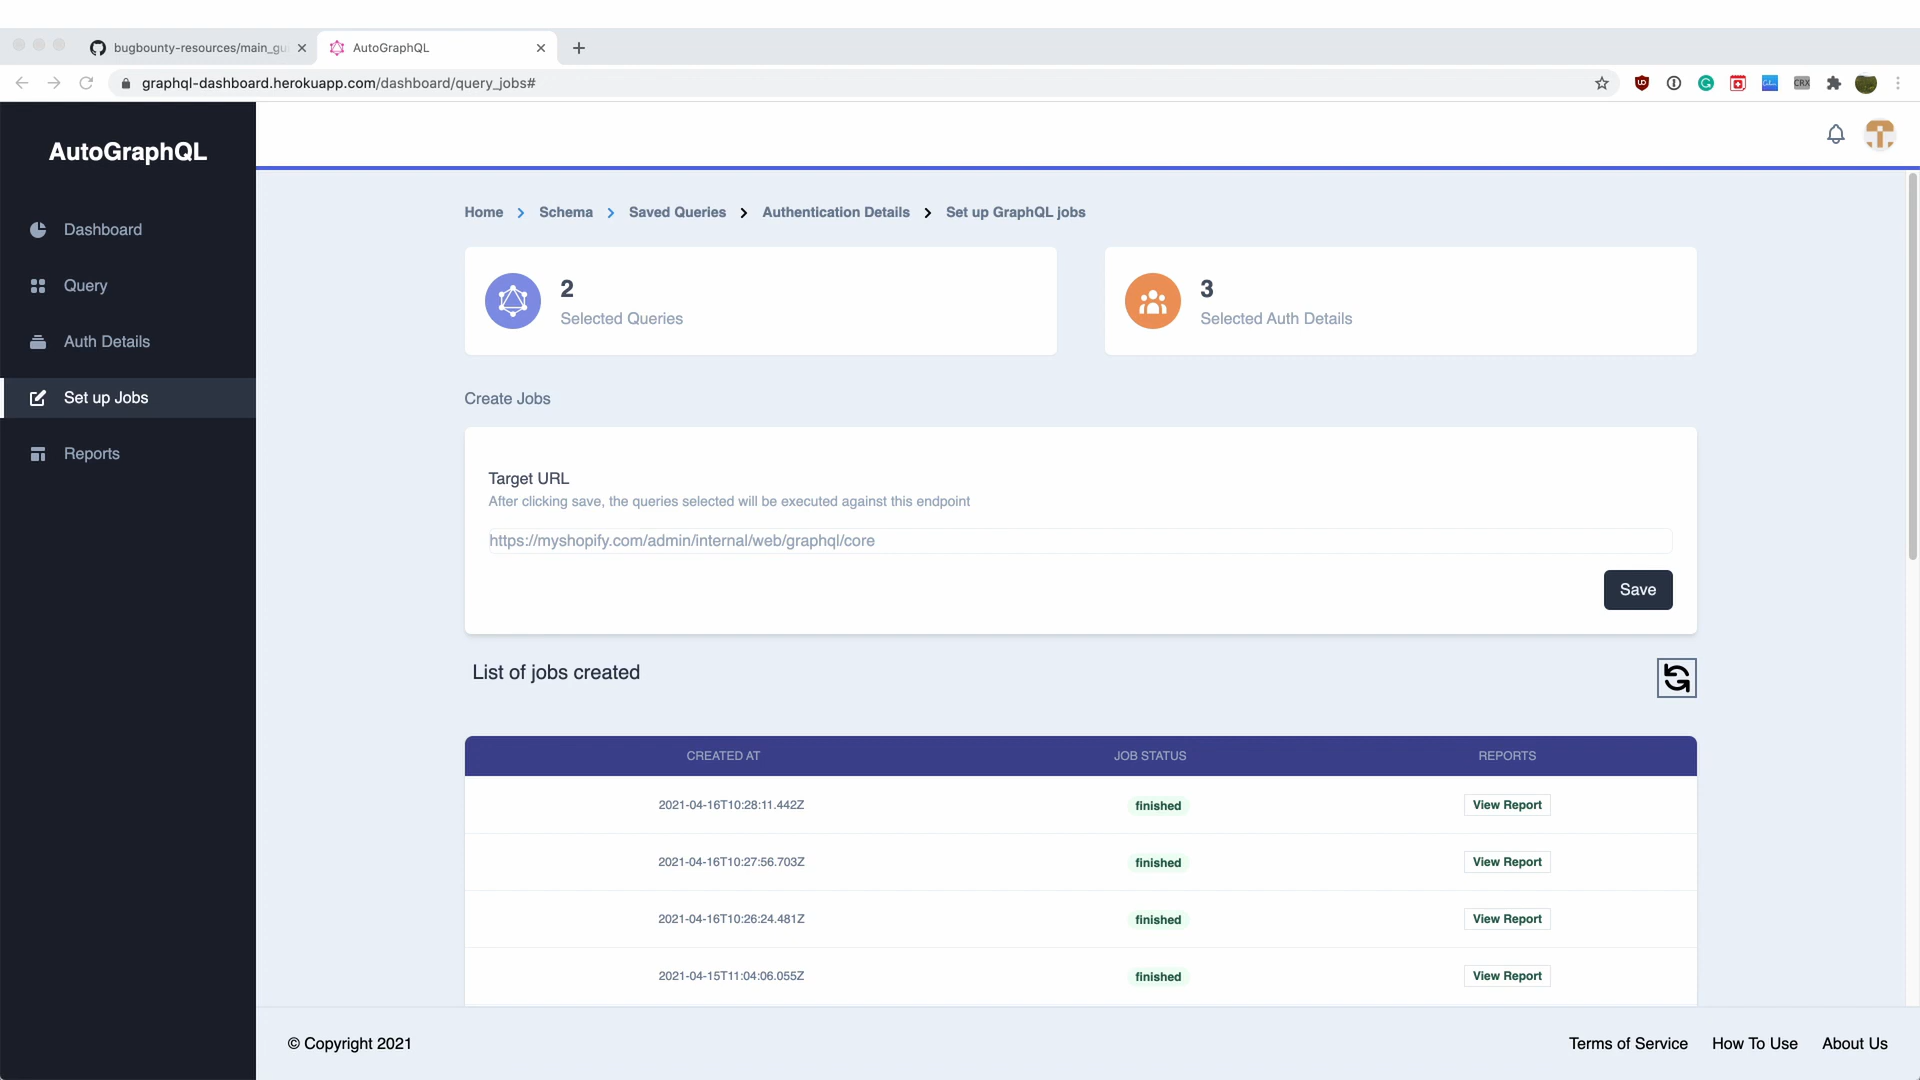 bugbounty-resources/main_gu
AutoGraphQL
graphql-dashboard.herokuapp.com/dashboard/query_jobs#
CRX
AutoGraphQL
Dashboard
Query
Auth Details
Set up Jobs
Reports
Home > Schema > Saved Queries > Authentication Details > Set up GraphQL jobs
2
Selected Queries
3
Selected Auth Details
Create Jobs
Target URL
After clicking save, the queries selected will be executed against this endpoint
https://myshopify.com/admin/internal/web/graphql/core
Save
List of jobs created
CREATED AT JOB STATUS REPORTS
2021-04-16T10:28:11.442Z finished View Report
2021-04-16T10:27:56.703Z finished View Report
2021-04-16T10:26:24.481Z finished View Report
2021-04-15T11:04:06.055Z finished View Report
© Copyright 2021
Terms of Service How To Use About Us